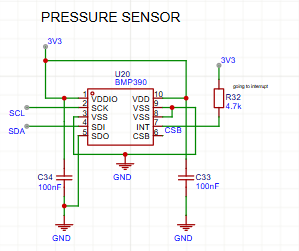 PRESSURE SENSOR
3V3
3V3
U20
BMP390
going to interrupt
R32
4.7k
1 VDDIO VDD 10
2 SCK VSS 9
3 VSS VSS 8
4 SDI INT 7
5 SDO CSB 6
SCL
SDA
CSB
GND
C34
100nF
C33
100nF
GND
GND